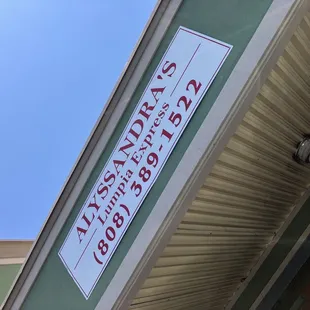 ALYSSANDRA'S
Lumpia Express
(808) 389-1522